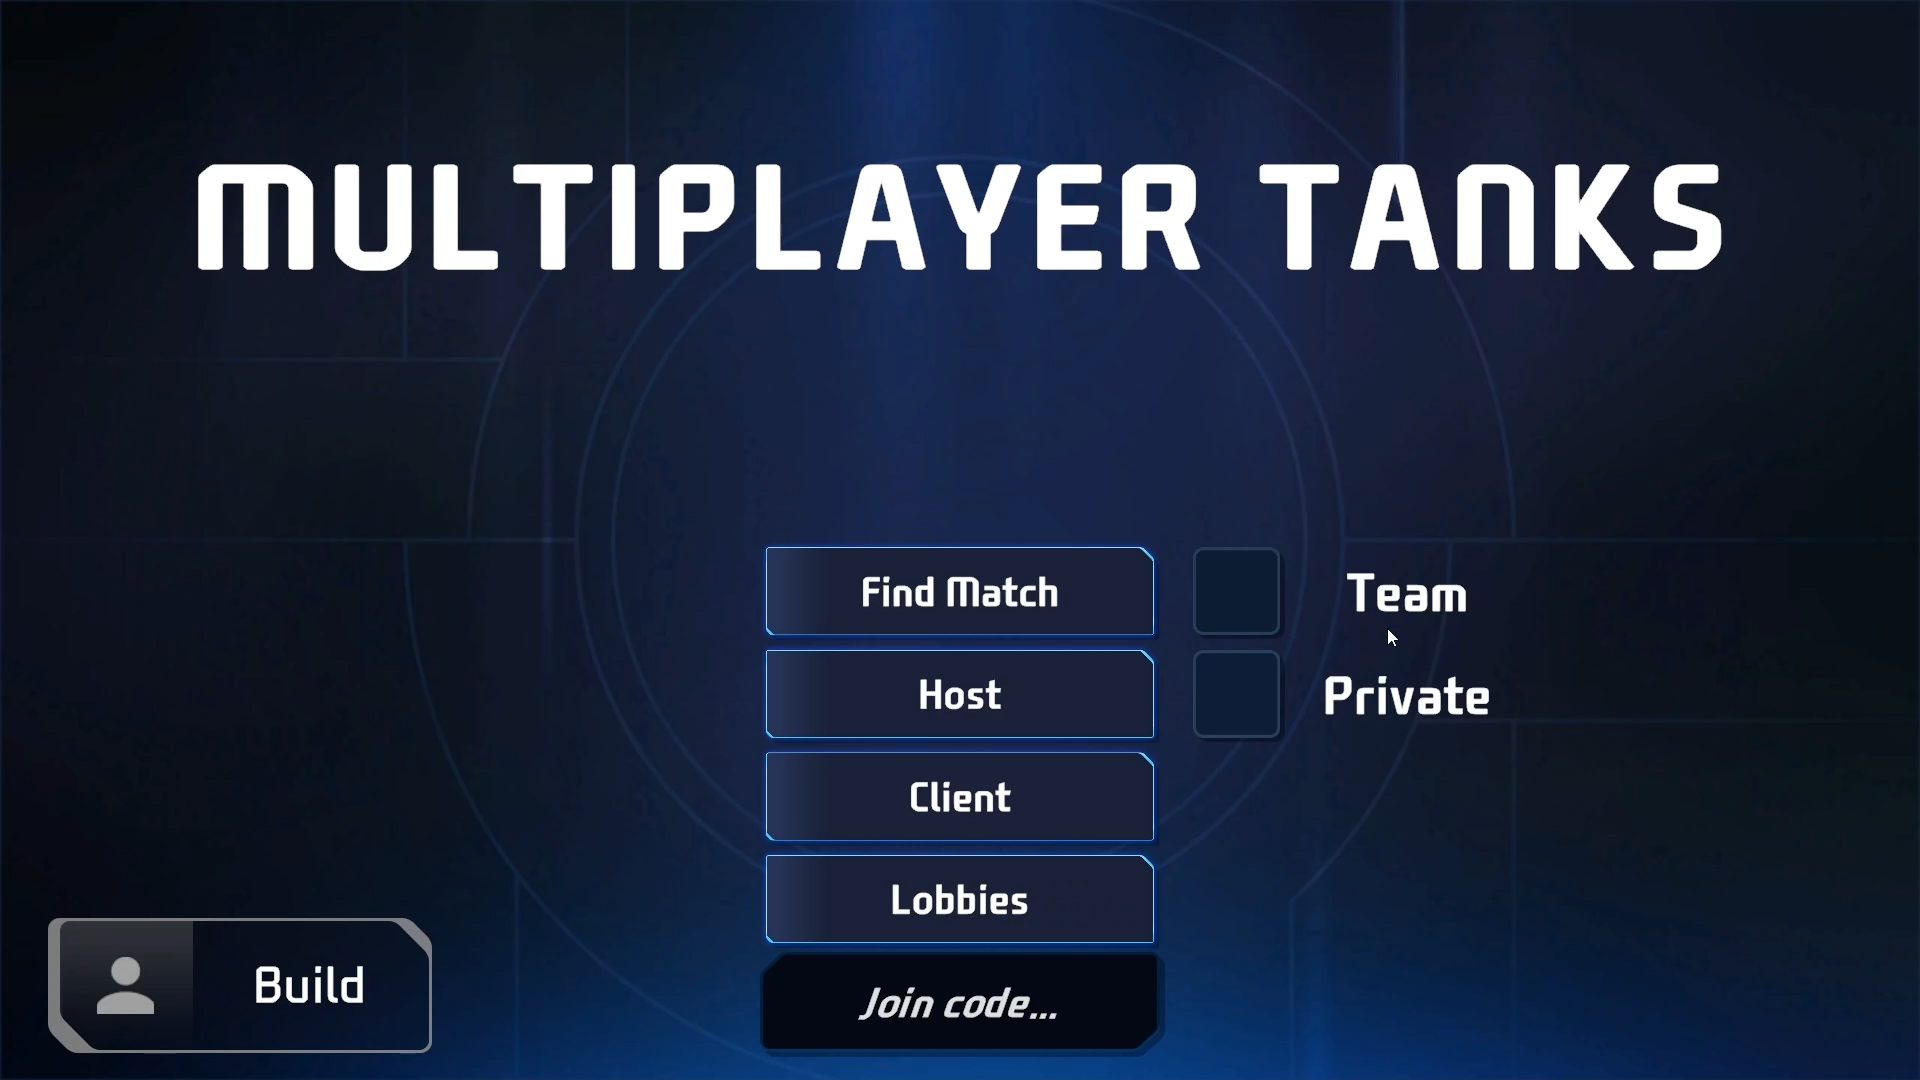 MULTIPLAYER TANKS
Find Match
Team
Host
Private
Client
Lobbies
Build
Join code...